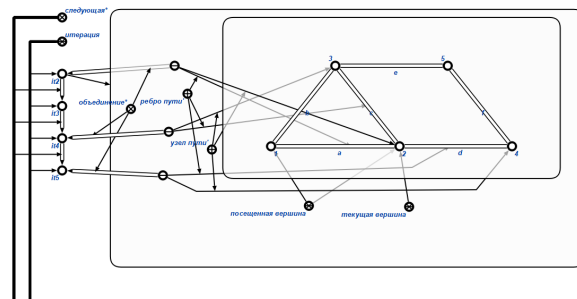 следующая*
итерация
3
5
e
it2
ребро пути'
объединение*
it3
b
c
f
it4
узел пути'
1
a
2
d
4
it5
посещенная вершина
текущая вершина